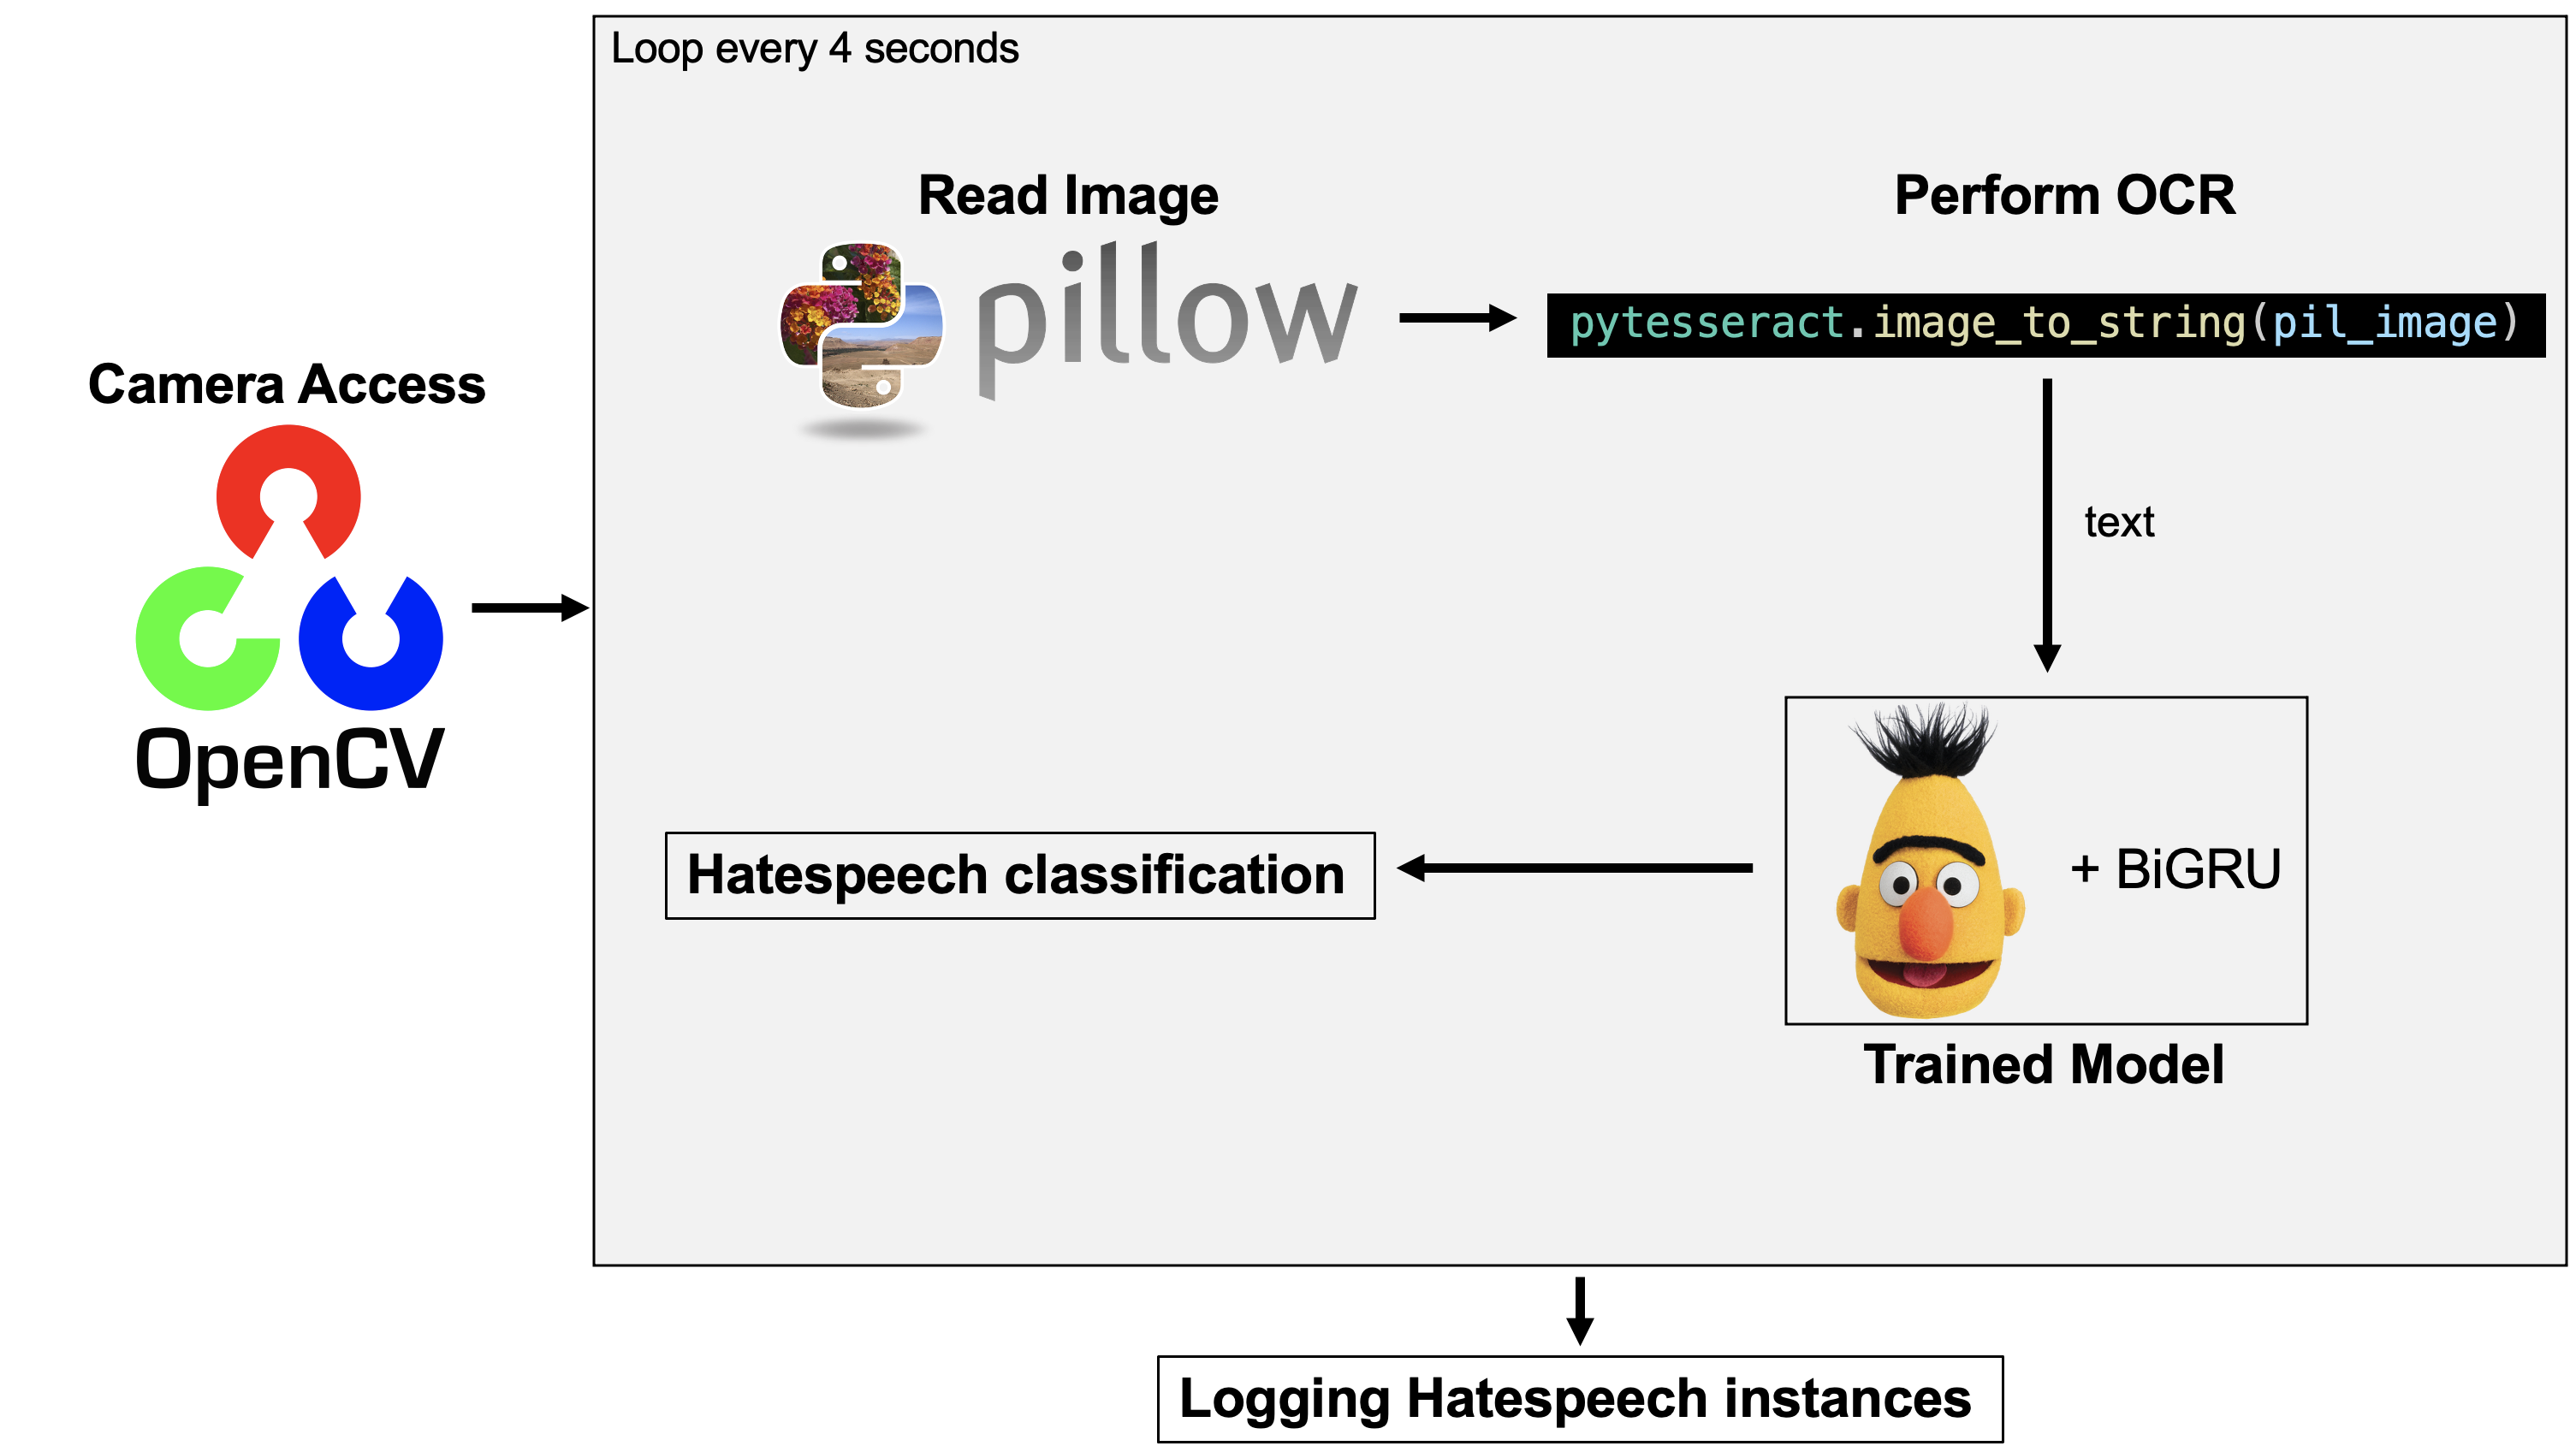 Loop every 4 seconds
Camera Access
OpenCV
Read Image
pillow
Perform OCR
pytesseract.image_to_string(pil_image)
text
+ BiGRU
Trained Model
Hatespeech classification
Logging Hatespeech instances